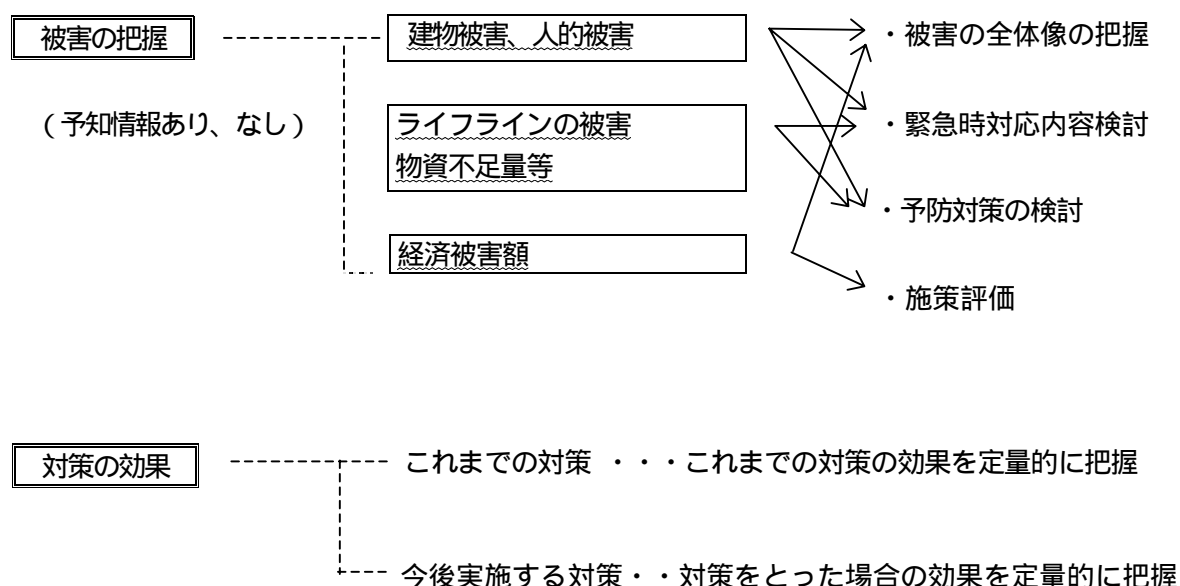 被害の把握
建物被害、人的被害
・被害の全体像の把握
(予知情報あり、なし)
ライフラインの被害
物資不足量等
・緊急時対応内容検討
・予防対策の検討
経済被害額
・施策評価
対策の効果
これまでの対策 ・・・これまでの対策の効果を定量的に把握
今後実施する対策・・対策をとった場合の効果を定量的に把握